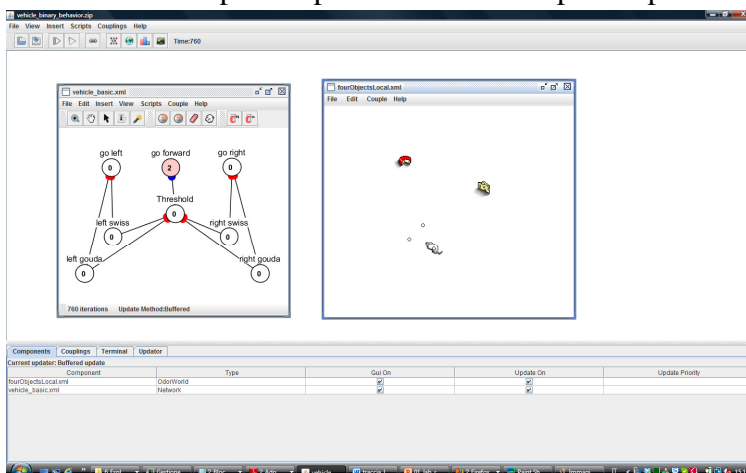 vehicle_binary_behavior.zip
File View Insert Scripts Couplings Help
Time:760
vehicle_basic.xml
File Edit Insert View Scripts Couple Help
go left go forward go right
0 2 0
Threshold
0
left swiss right swiss
0 0
left gouda right gouda
0 0
760 iterations Update Method:Buffered
fourObjectsLocal.xml
File Edit Couple Help
Components Couplings Terminal Updator
Current updater: Buffered update
Component Type Gui On Update On Update Priority
fourObjectsLocal.xml OdorWorld
vehicle_basic.xml Network
vehicle